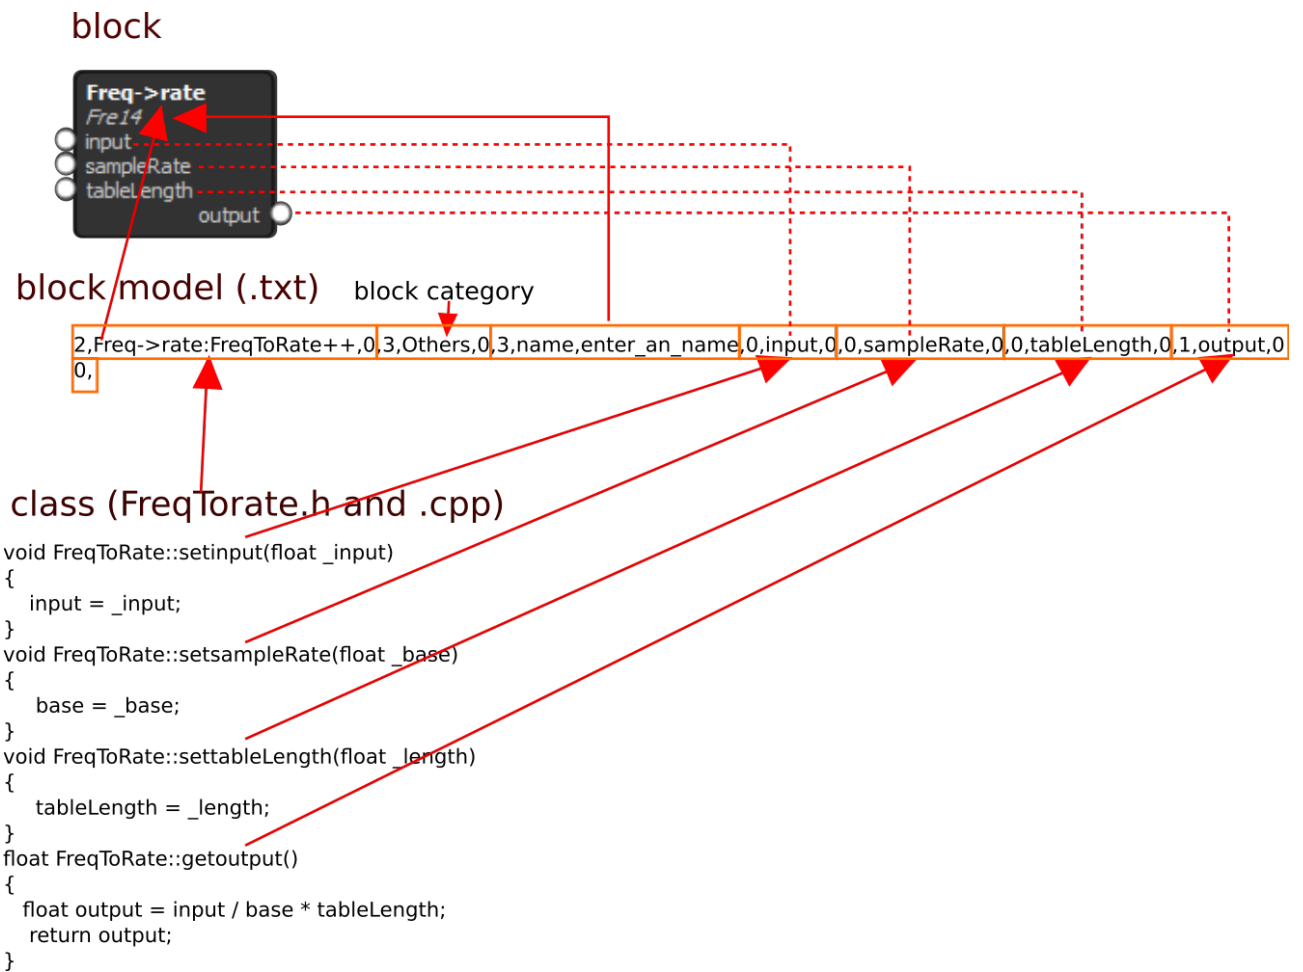 block
Freq->rate
Fre14
input
sampleRate
tableLength
output
block model (.txt)
block category
2,Freq->rate:FreqToRate++,0,3,Others,0,3,name,enter_an_name,0,input,0,0,sampleRate,0,0,tableLength,0,1,output,0
0,
class (FreqTorate.h and .cpp)
void FreqToRate::setinput(float _input)
{
input = _input;
}
void FreqToRate::setsampleRate(float _base)
{
base = _base;
}
void FreqToRate::settableLength(float _length)
{
tableLength = _length;
}
float FreqToRate::getoutput()
{
float output = input / base * tableLength;
return output;
}